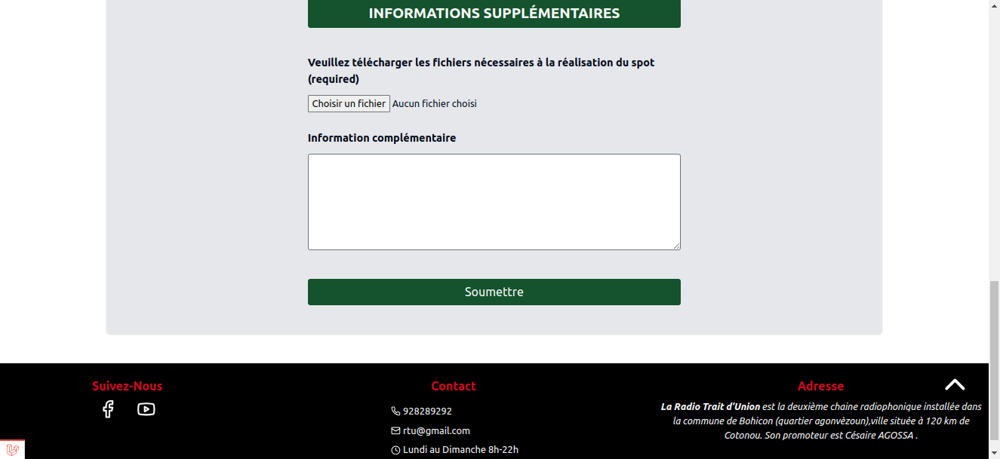 INFORMATIONS SUPPLÉMENTAIRES
Veuillez télécharger les fichiers nécessaires à la réalisation du spot
(required)
Choisir un fichier Aucun fichier choisi
Information complémentaire
Soumettre
Suivez-Nous
Contact
928289292
rtu@gmail.com
Lundi au Dimanche 8h-22h
Adresse
La Radio Trait d’Union est la deuxième chaine radiophonique installée dans
la commune de Bohicon (quartier agonvèzoun),ville située à 120 km de
Cotonou. Son promoteur est Césaire AGOSSA .